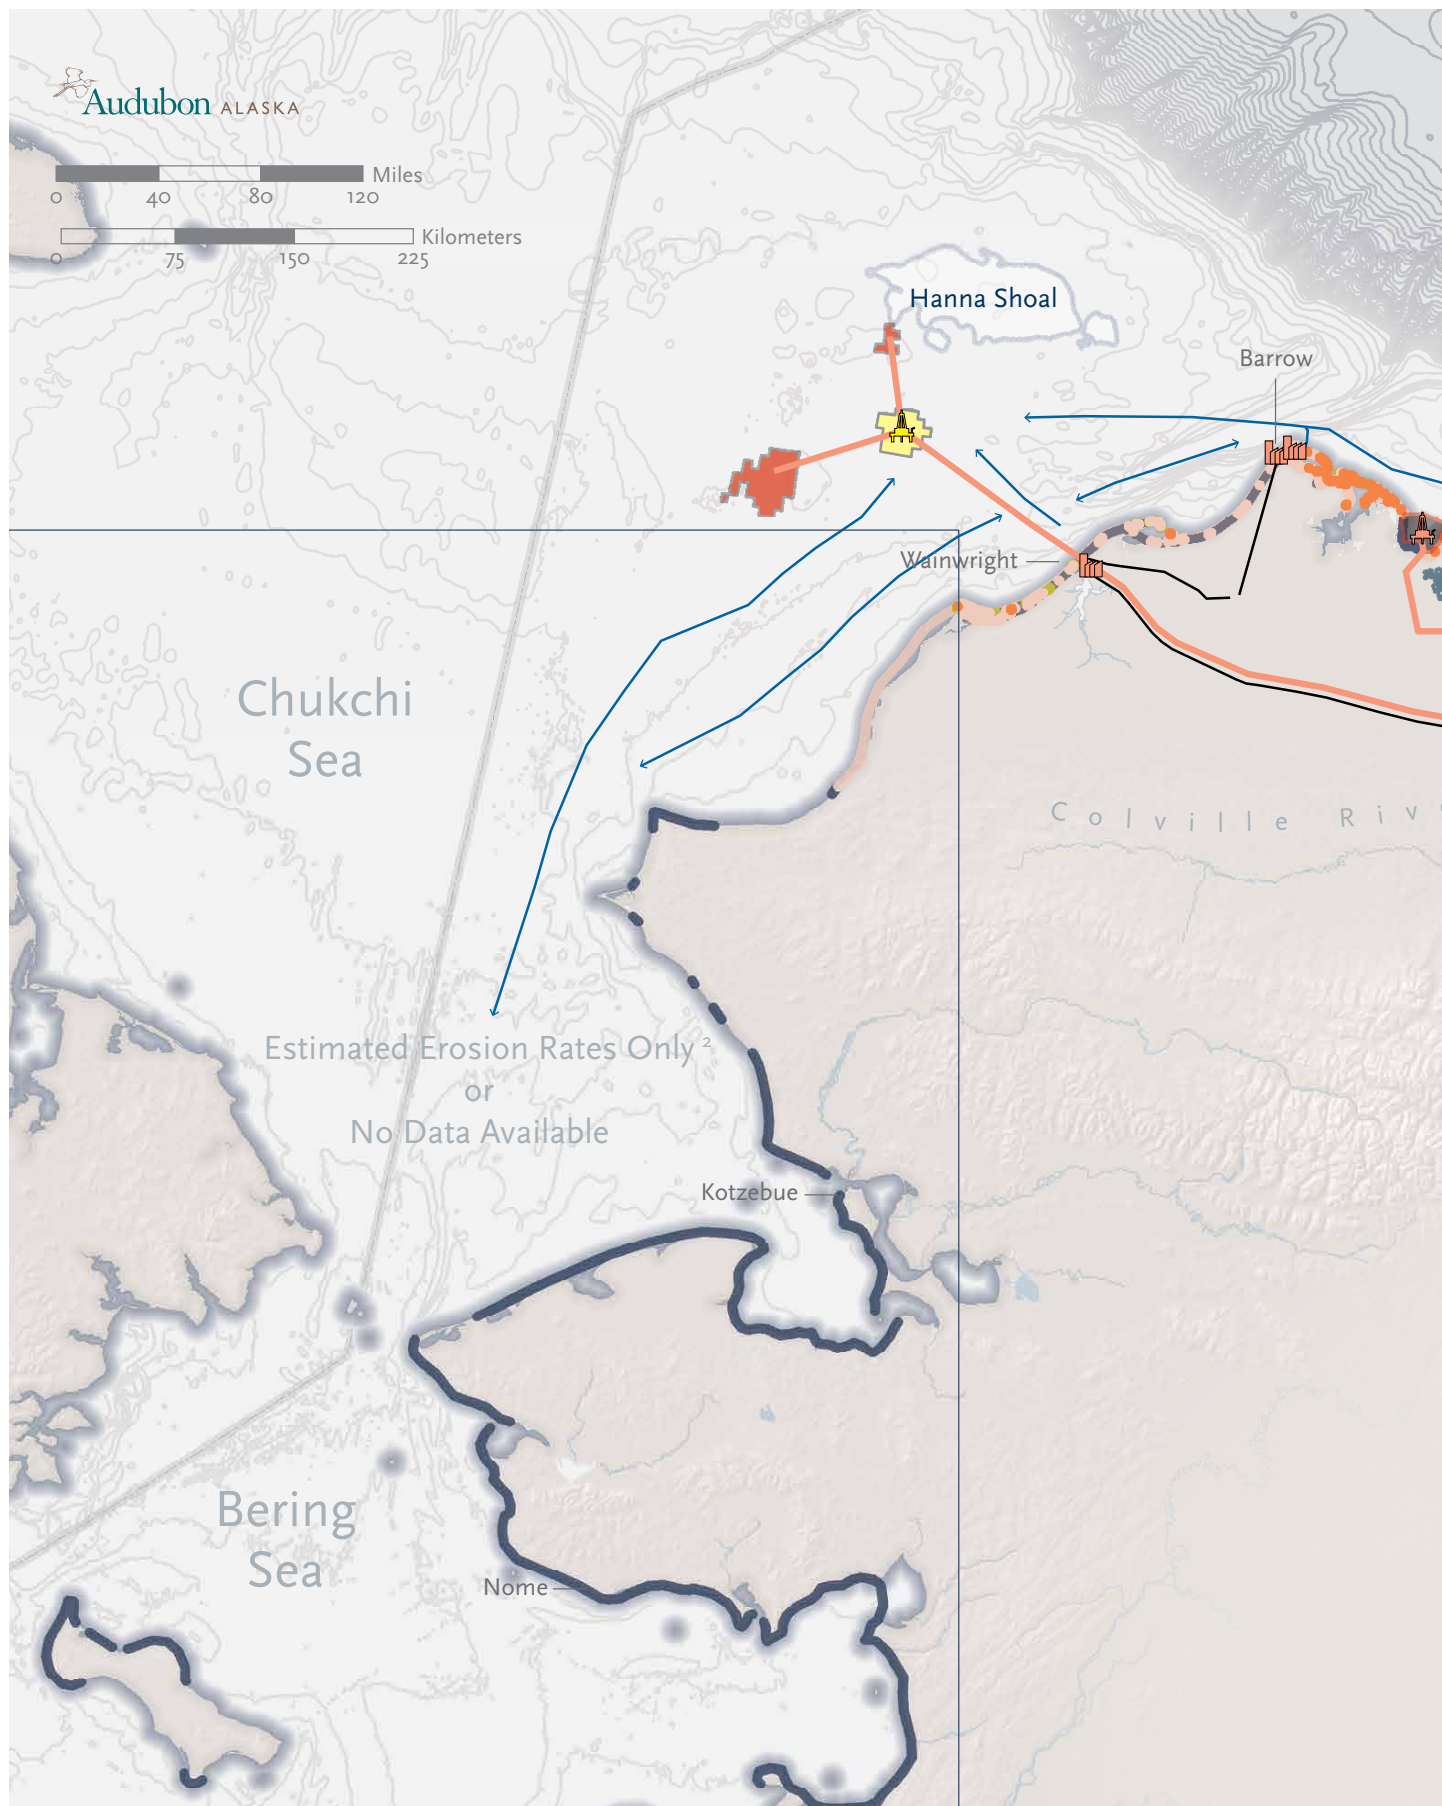 Audubon ALASKA
Miles
0 40 80 120
Kilometers
0 75 150 225
Hanna Shoal
Barrow
Wainwright
Chukchi
Sea
Colville Riv
Estimated Erosion Rates Only 2
or
No Data Available
Kotzebue
Bering
Sea
Nome